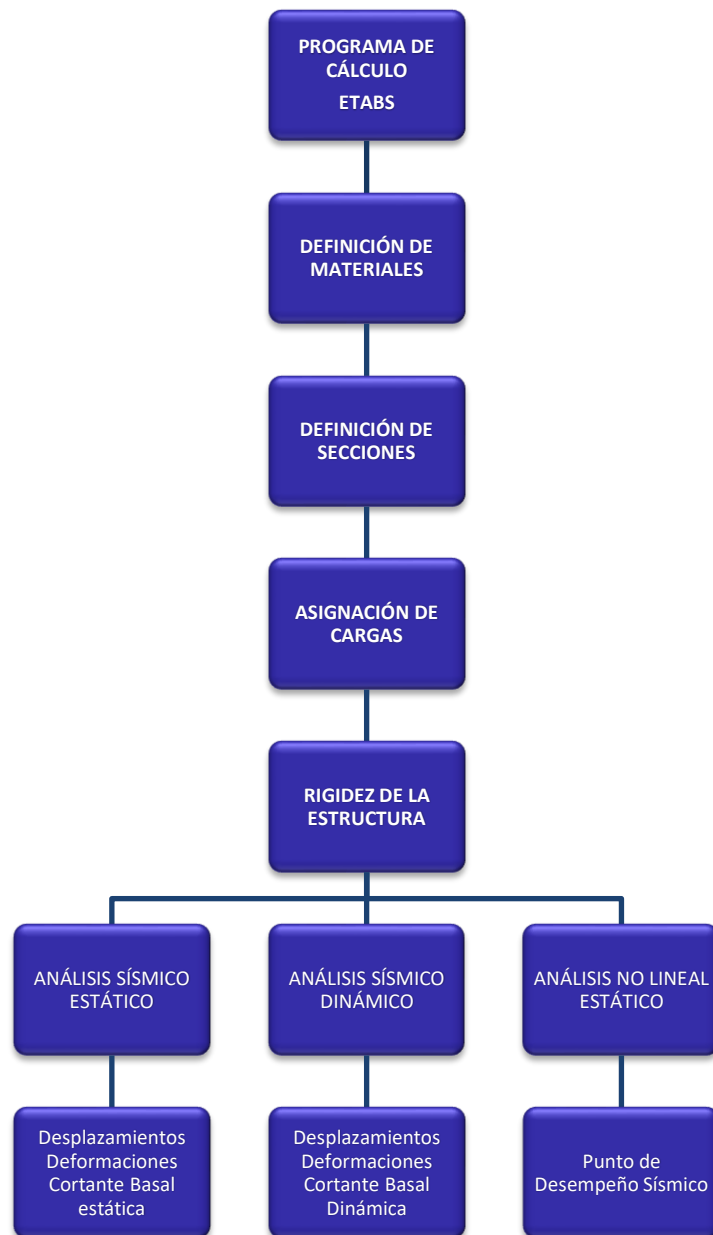 PROGRAMA DE
CÁLCULO
ETABS
DEFINICIÓN DE
MATERIALES
DEFINICIÓN DE
SECCIONES
ASIGNACIÓN DE
CARGAS
RIGIDEZ DE LA
ESTRUCTURA
ANÁLISIS SÍSMICO
ESTÁTICO
ANÁLISIS SÍSMICO
DINÁMICO
ANÁLISIS NO LINEAL
ESTÁTICO
Desplazamientos
Deformaciones
Cortante Basal
estática
Desplazamientos
Deformaciones
Cortante Basal
Dinámica
Punto de
Desempeño Sísmico